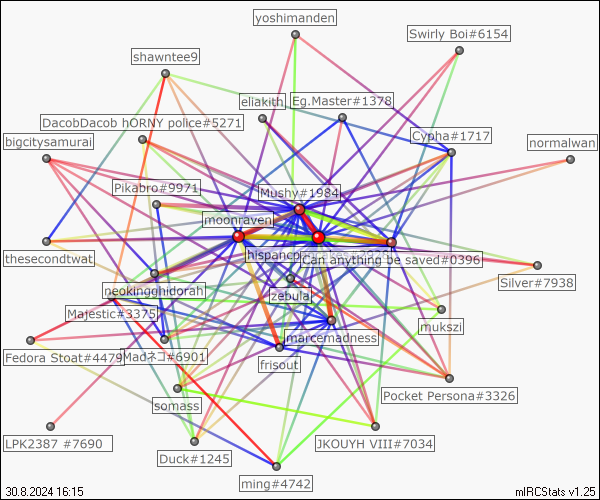 yoshimanden
Swirly Boi#6154
shawntee9
eliakith
Eg.Master#1378
DacobDacob hORNY police#5271
Cypha#1717
bigcitysamurai
normalwan
Pikabro#9971
Mushy#1984
moonraven
thesecondtwat
hispanco
Can anything be saved#0396
Silver#7938
neokingghidorah
zebula
Majestic#3375
mukszi
marcemadness
Fedora Stoat#4479
Madネコ#6901
frisout
Pocket Persona#3326
somass
LPK2387 #7690
JKOUYH VIII#7034
Duck#1245
ming#4742
30.8.2024 16:15
mIRCStats v1.25